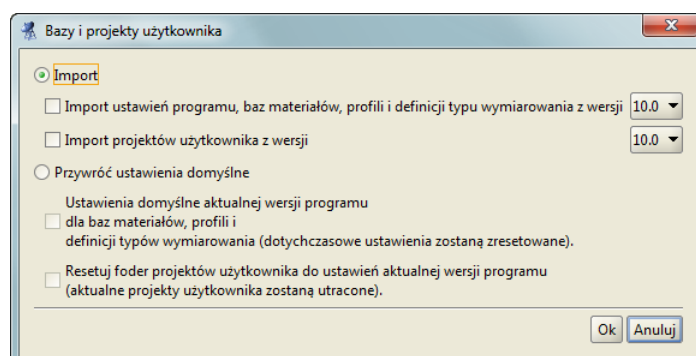 Bazy i projekty użytkownika
Import
Import ustawień programu, baz materiałów, profili i definicji typu wymiarowania z wersji 10.0
Import projektów użytkownika z wersji 10.0
Przywróć ustawienia domyślne
Ustawienia domyślne aktualnej wersji programu
dla baz materiałów, profili i
definicji typów wymiarowania (dotychczasowe ustawienia zostaną zresetowane).
Resetuj foder projektów użytkownika do ustawień aktualnej wersji programu
(aktualne projekty użytkownika zostaną utracone).
Ok Anuluj